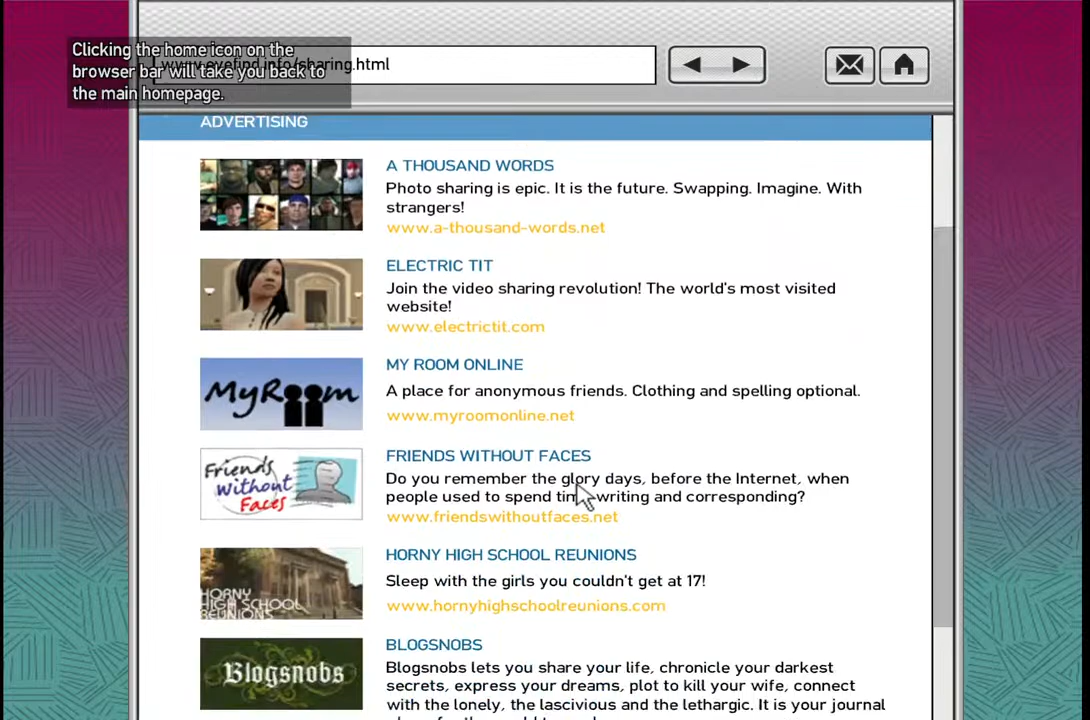 Clicking the home icon on the
browser bar will take you back to
the main homepage.
www.eyefind.info/sharing.html
ADVERTISING
A THOUSAND WORDS
Photo sharing is epic. It is the future. Swapping. Imagine. With
strangers!
www.a-thousand-words.net
ELECTRIC TIT
Join the video sharing revolution! The world's most visited
website!
www.electrictit.com
MyRoom
MY ROOM ONLINE
A place for anonymous friends. Clothing and spelling optional.
www.myroomonline.net
Friends
Without
Faces
FRIENDS WITHOUT FACES
Do you remember the glory days, before the Internet, when
people used to spend time writing and corresponding?
www.friendswithoutfaces.net
HORNY
HIGH SCHOOL
REUNIONS
HORNY HIGH SCHOOL REUNIONS
Sleep with the girls you couldn't get at 17!
www.hornyhighschoolreunions.com
Blogsnobs
BLOGSNOBS
Blogsnobs lets you share your life, chronicle your darkest
secrets, express your dreams, plot to kill your wife, connect
with the lonely, the lascivious and the lethargic. It is your journal